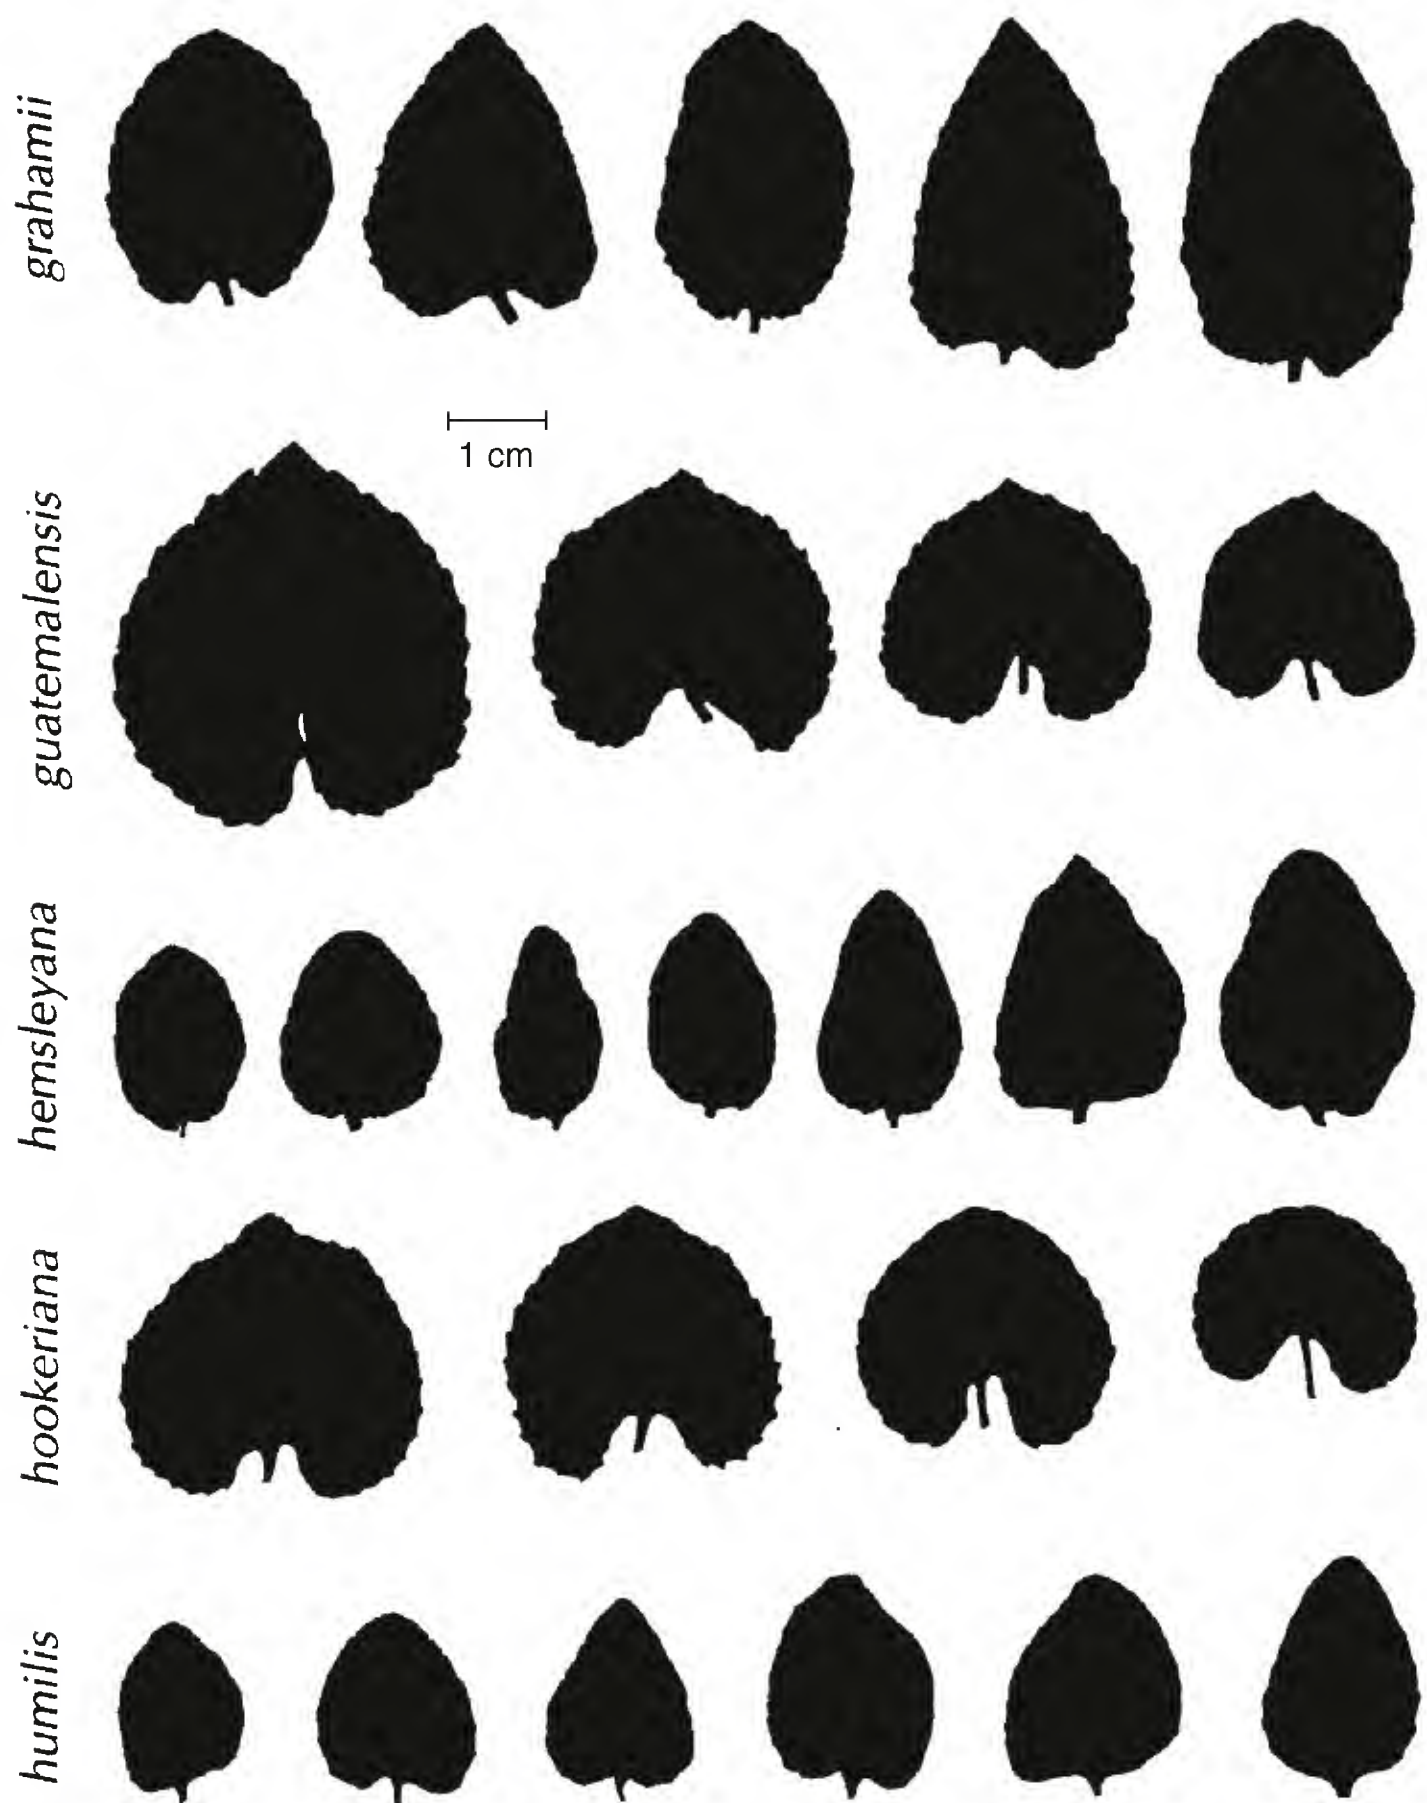 grahamii
1 cm
guatemalensis
hemsleyana
hookeriana
humilis